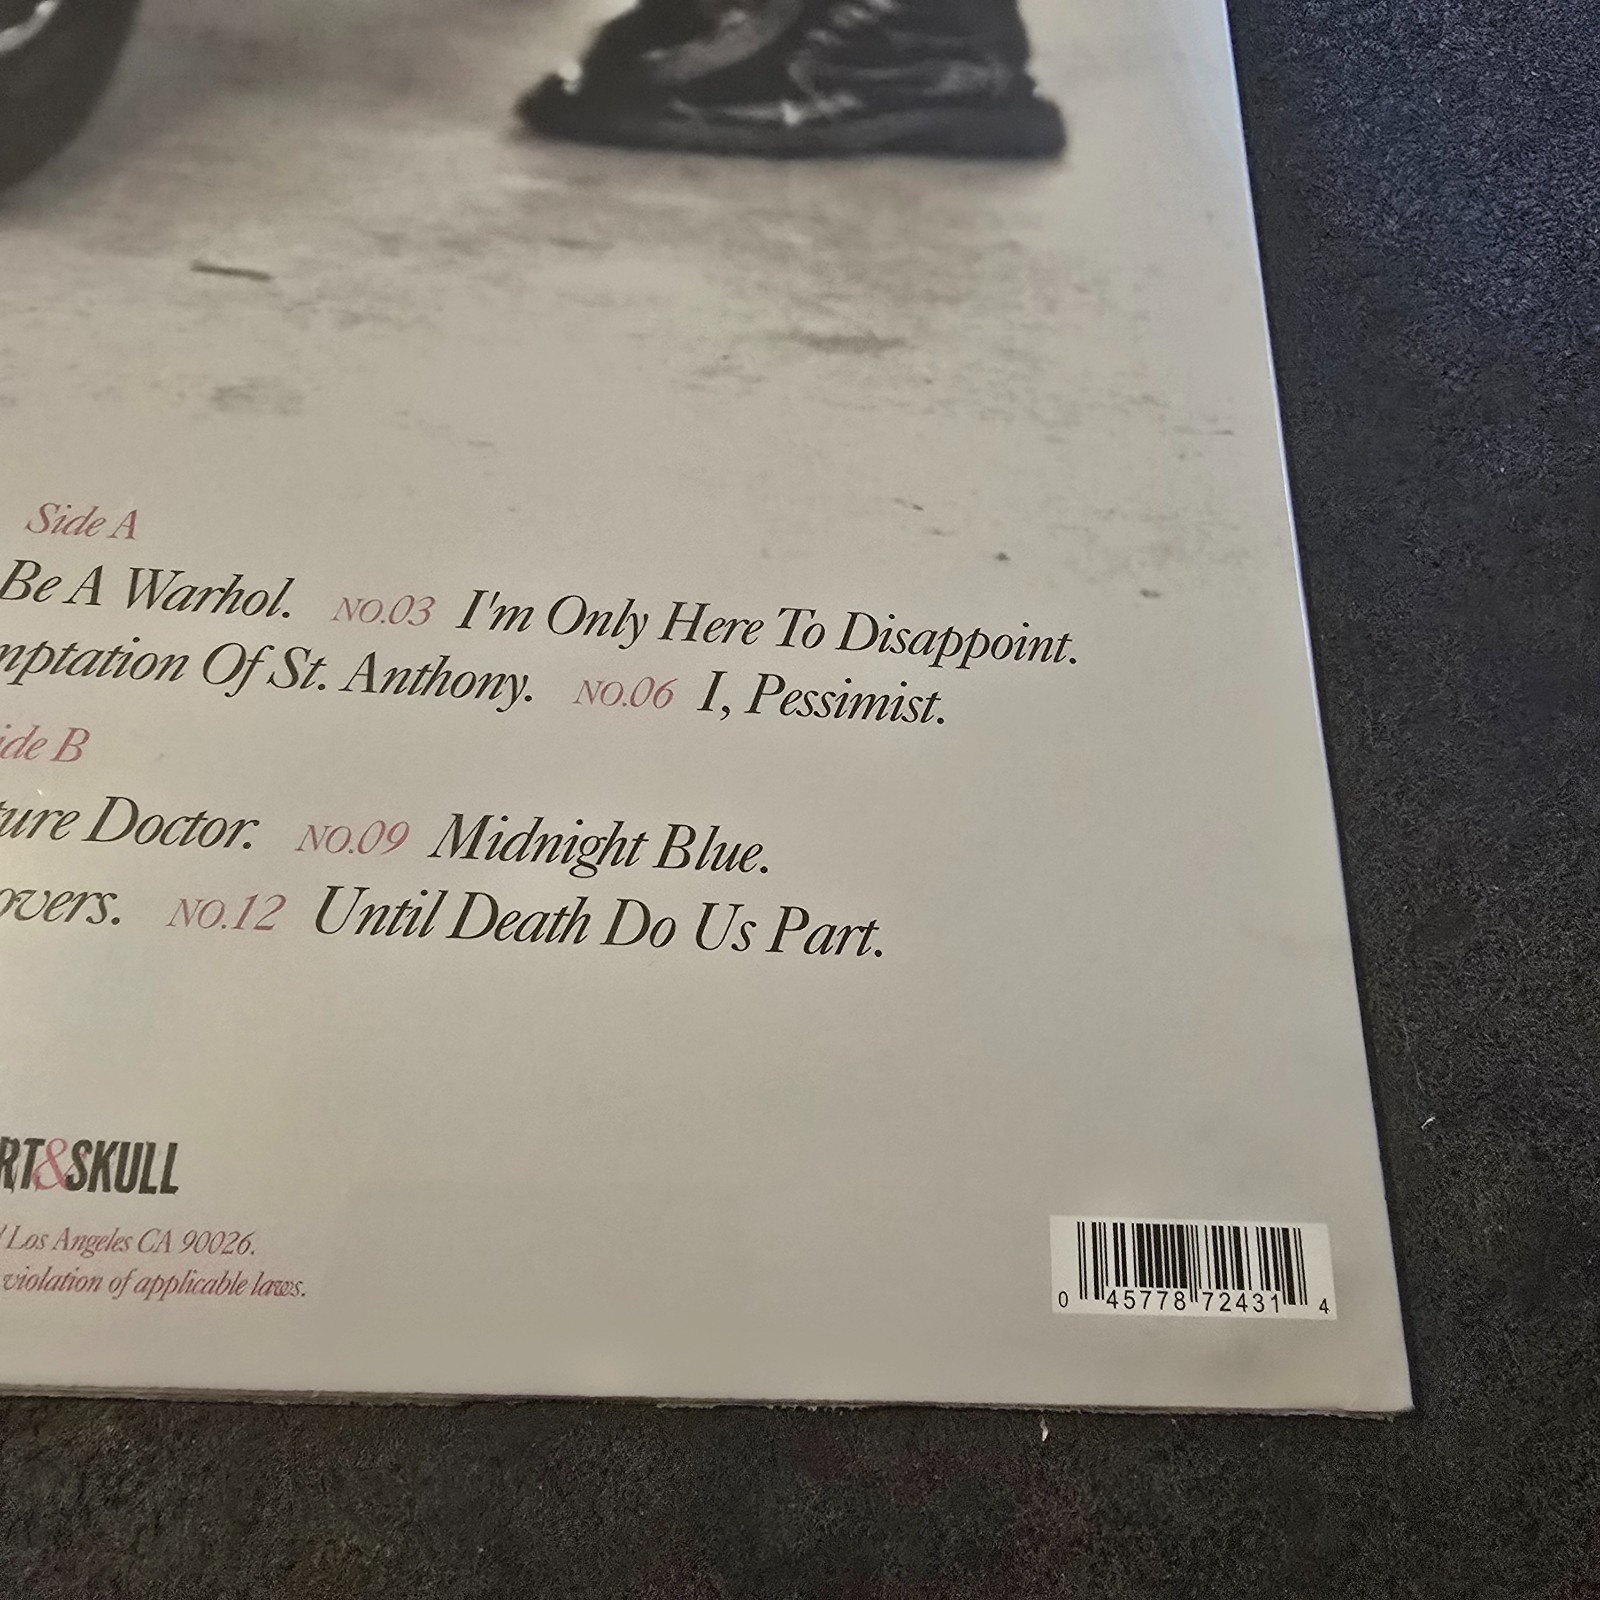 Side A
Be A Warhol. NO.03 I'm Only Here To Disappoint.
mptation Of St. Anthony. NO.06 I, Pessimist.
ide B
ture Doctor. NO.09 Midnight Blue.
overs. NO.12 Until Death Do Us Part.
RT&SKULL
Los Angeles CA 90026.
violation of applicable laws.
0 45778 72431 4